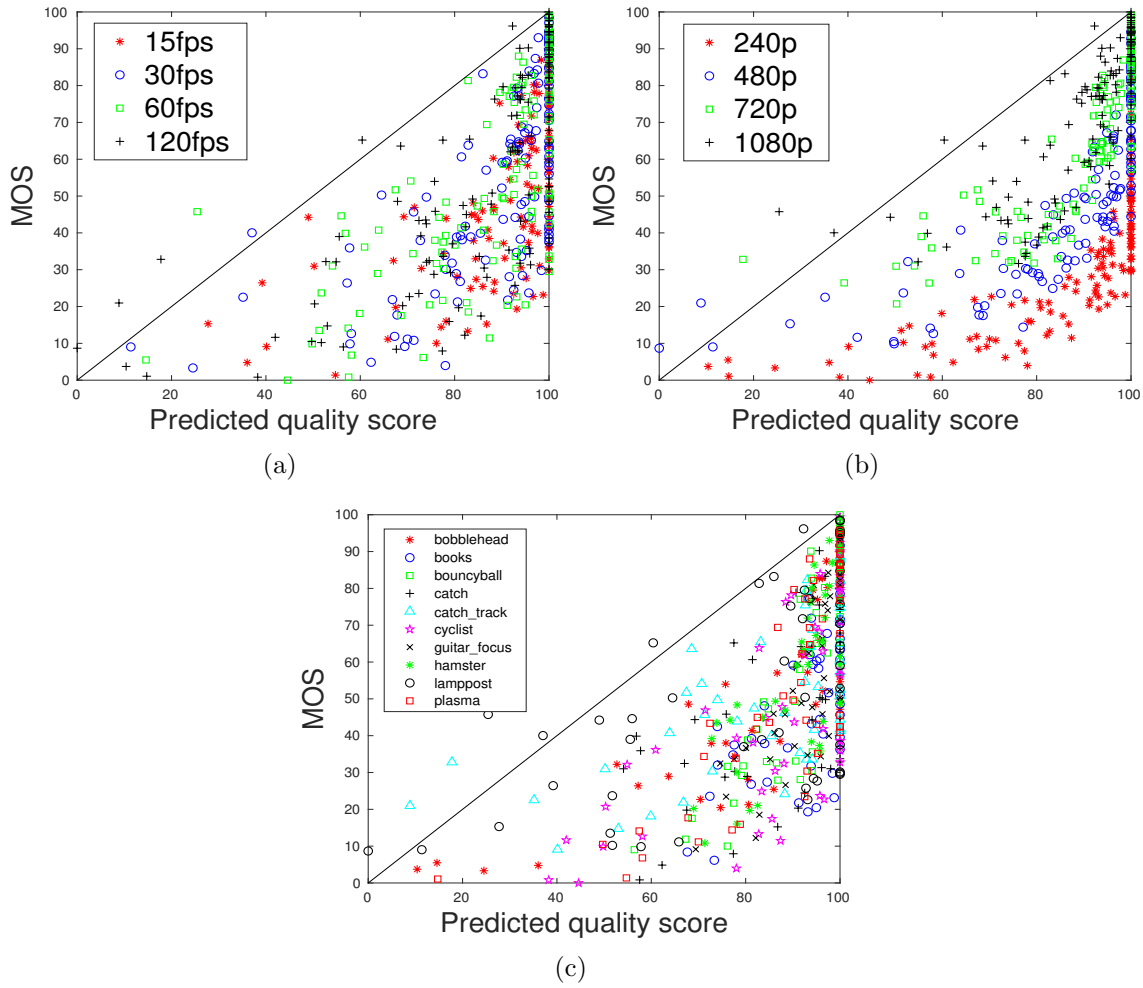 15fps
30fps
60fps
120fps
100
90
80
70
60
50
40
30
20
10
0
MOS
0 20 40 60 80 100
Predicted quality score
(a)
240p
480p
720p
1080p
100
90
80
70
60
50
40
30
20
10
0
MOS
0 20 40 60 80 100
Predicted quality score
(b)
bobblehead
books
bouncyball
catch
catch_track
cyclist
guitar_focus
hamster
lamppost
plasma
100
90
80
70
60
50
40
30
20
10
0
MOS
0 20 40 60 80 100
Predicted quality score
(c)